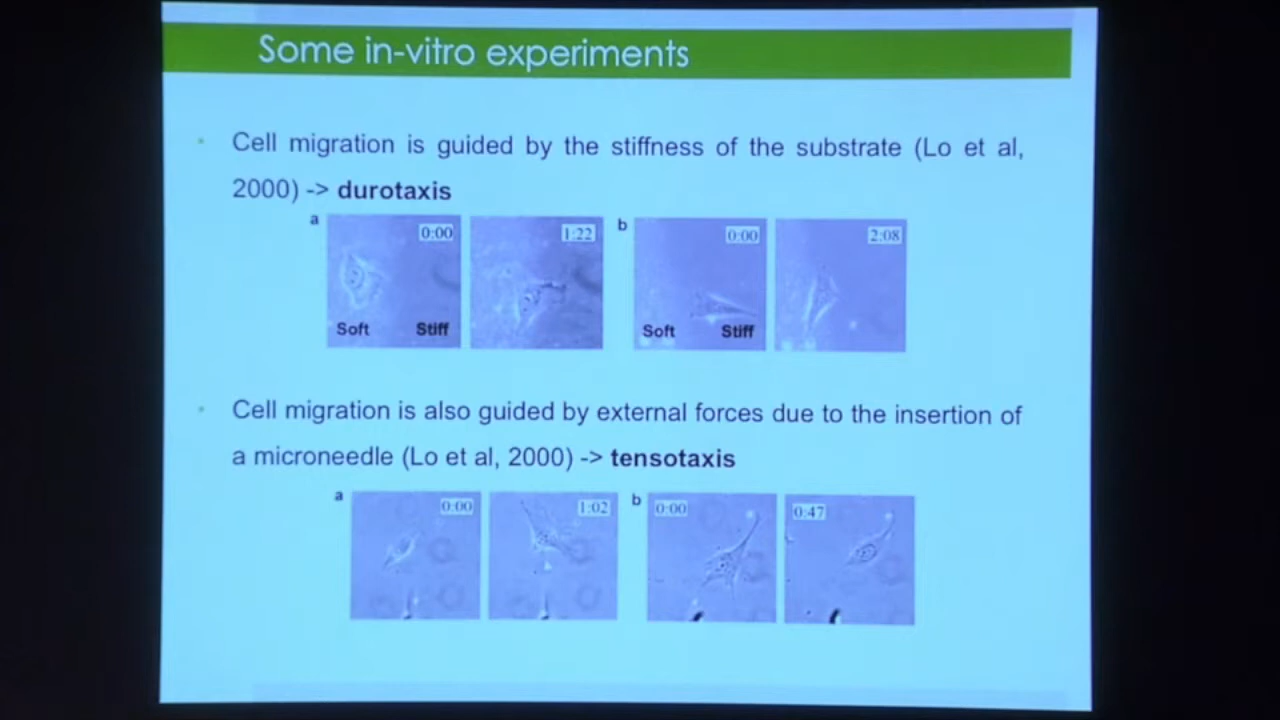 Some in-vitro experiments
• Cell migration is guided by the stiffness of the substrate (Lo et al,
2000) -> durotaxis
a 0:00 1:22 b 0:00 2:08
Soft Stiff Soft Stiff
• Cell migration is also guided by external forces due to the insertion of
a microneedle (Lo et al, 2000) -> tensotaxis
a 0:00 1:02 b 0:00 0:47